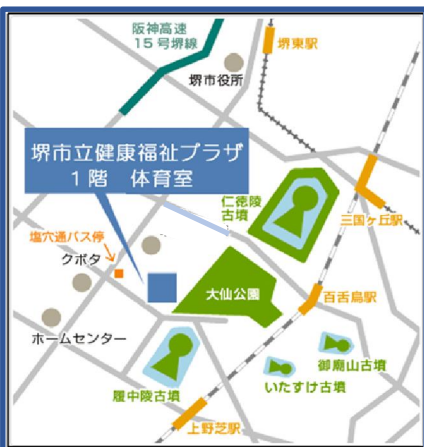 阪神高速
15号堺線
堺東駅
堺市役所
堺市立健康福祉プラザ
1階 体育室
仁徳陵
古墳
三国ヶ丘駅
塩穴通バス停
クボタ
大仙公園
百舌鳥駅
ホームセンター
御廟山古墳
いたすけ古墳
履中陵古墳
上野芝駅